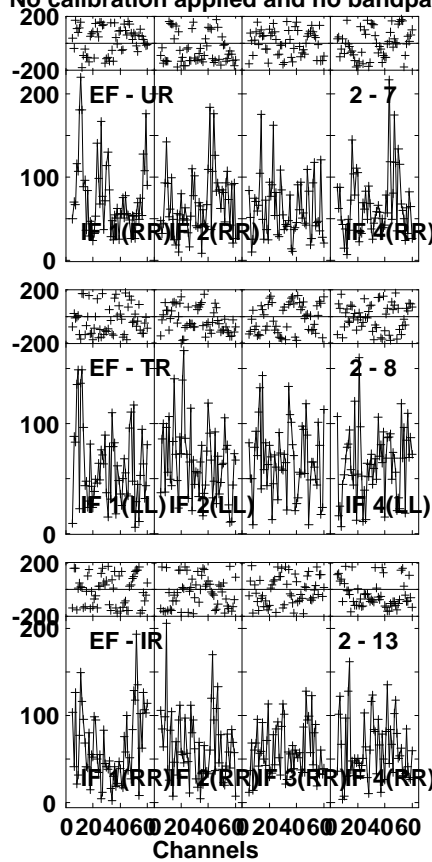 No calibration applied and no bandpa
200
-200
200
EF - UR
2 - 7
100
IF 1(RR)
IF 2(RR)
IF 4(RR)
0
200
-200
EF - TR
2 - 8
100
IF 1(LL)
IF 2(LL)
IF 4(LL)
0
200
-200
200
EF - IR
2 - 13
100
IF 1(RR)
IF 2(RR)
IF 3(RR)
IF 4(RR)
0
0 20 40 60 0 20 40 60 0 20 40 60 0 20 40 60
Channels